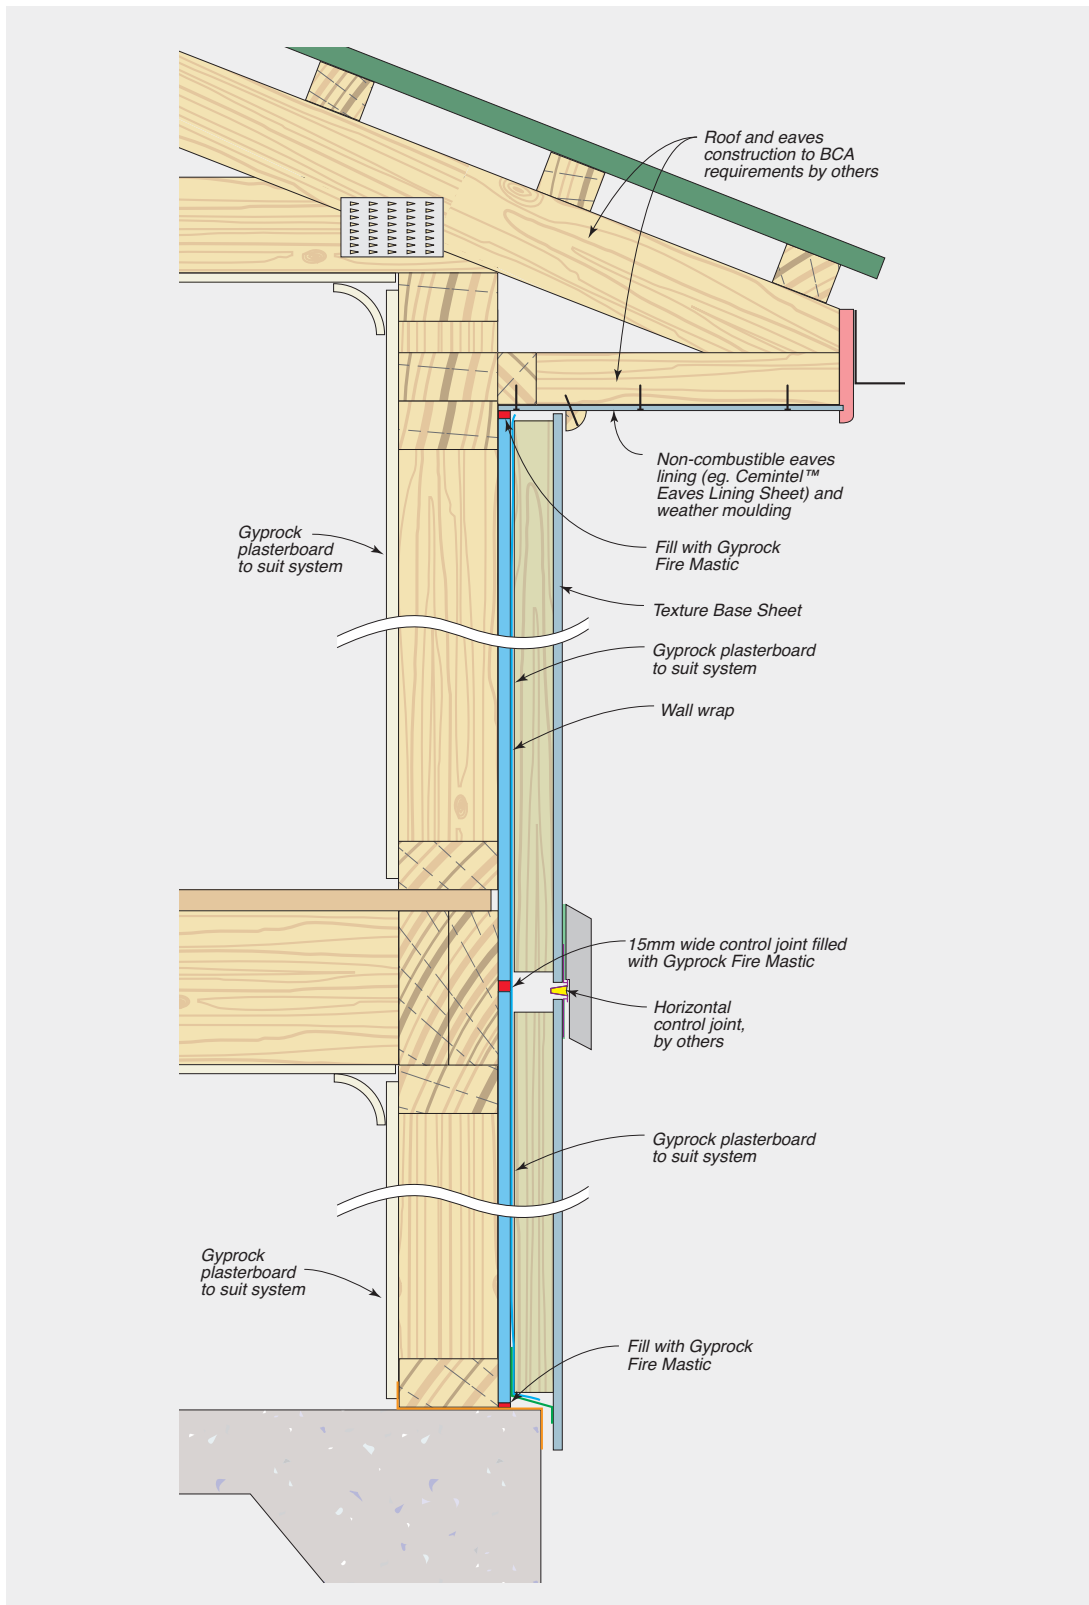 Roof and eaves
construction to BCA
requirements by others
Non-combustible eaves
lining (eg. Cemintel™
Eaves Lining Sheet) and
weather moulding
Gyprock
plasterboard
to suit system
Fill with Gyprock
Fire Mastic
Texture Base Sheet
Gyprock plasterboard
to suit system
Wall wrap
15mm wide control joint filled
with Gyprock Fire Mastic
Horizontal
control joint,
by others
Gyprock plasterboard
to suit system
Gyprock
plasterboard
to suit system
Fill with Gyprock
Fire Mastic